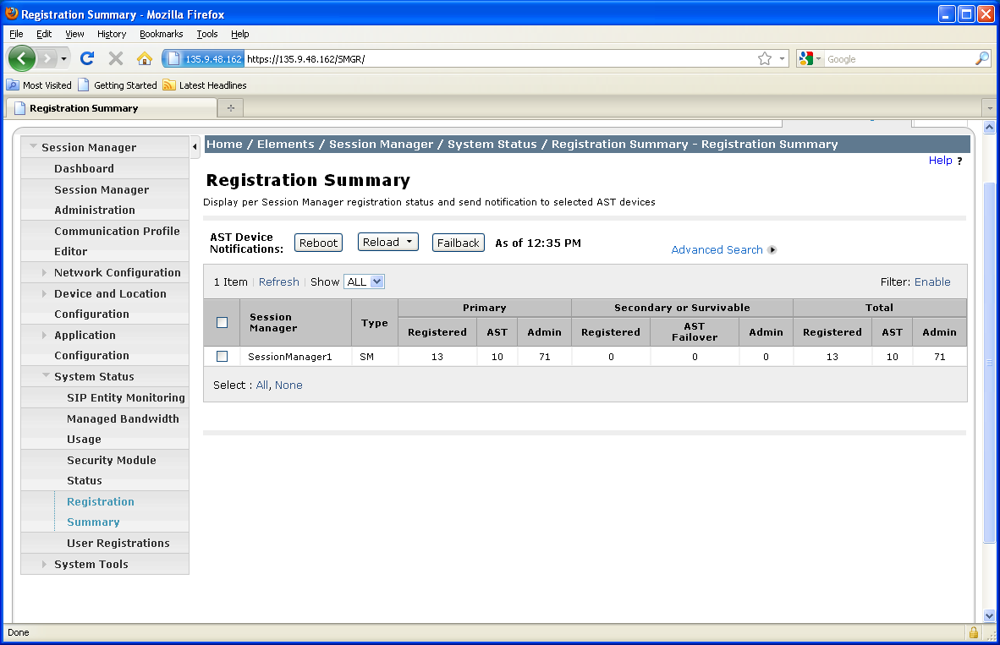 Registration Summary - Mozilla Firefox
File Edit View History Bookmarks Tools Help
135.9.48.162 https://135.9.48.162/SMGR/
Google
Most Visited Getting Started Latest Headlines
Registration Summary
Session Manager
Dashboard
Session Manager
Administration
Communication Profile
Editor
Network Configuration
Device and Location
Configuration
Application
Configuration
System Status
SIP Entity Monitoring
Managed Bandwidth
Usage
Security Module
Status
Registration
Summary
User Registrations
System Tools
Home / Elements / Session Manager / System Status / Registration Summary - Registration Summary
Help ?
Registration Summary
Display per Session Manager registration status and send notification to selected AST devices
AST Device
Notifications:
Reboot Reload Failback As of 12:35 PM
Advanced Search
1 Item Refresh Show ALL Filter: Enable
Primary Secondary or Survivable Total
Session
Manager
Type Registered AST Admin Registered AST
Failover
Admin Registered AST Admin
SessionManager1 SM 13 10 71 0 0 0 13 10 71
Select : All, None
Done